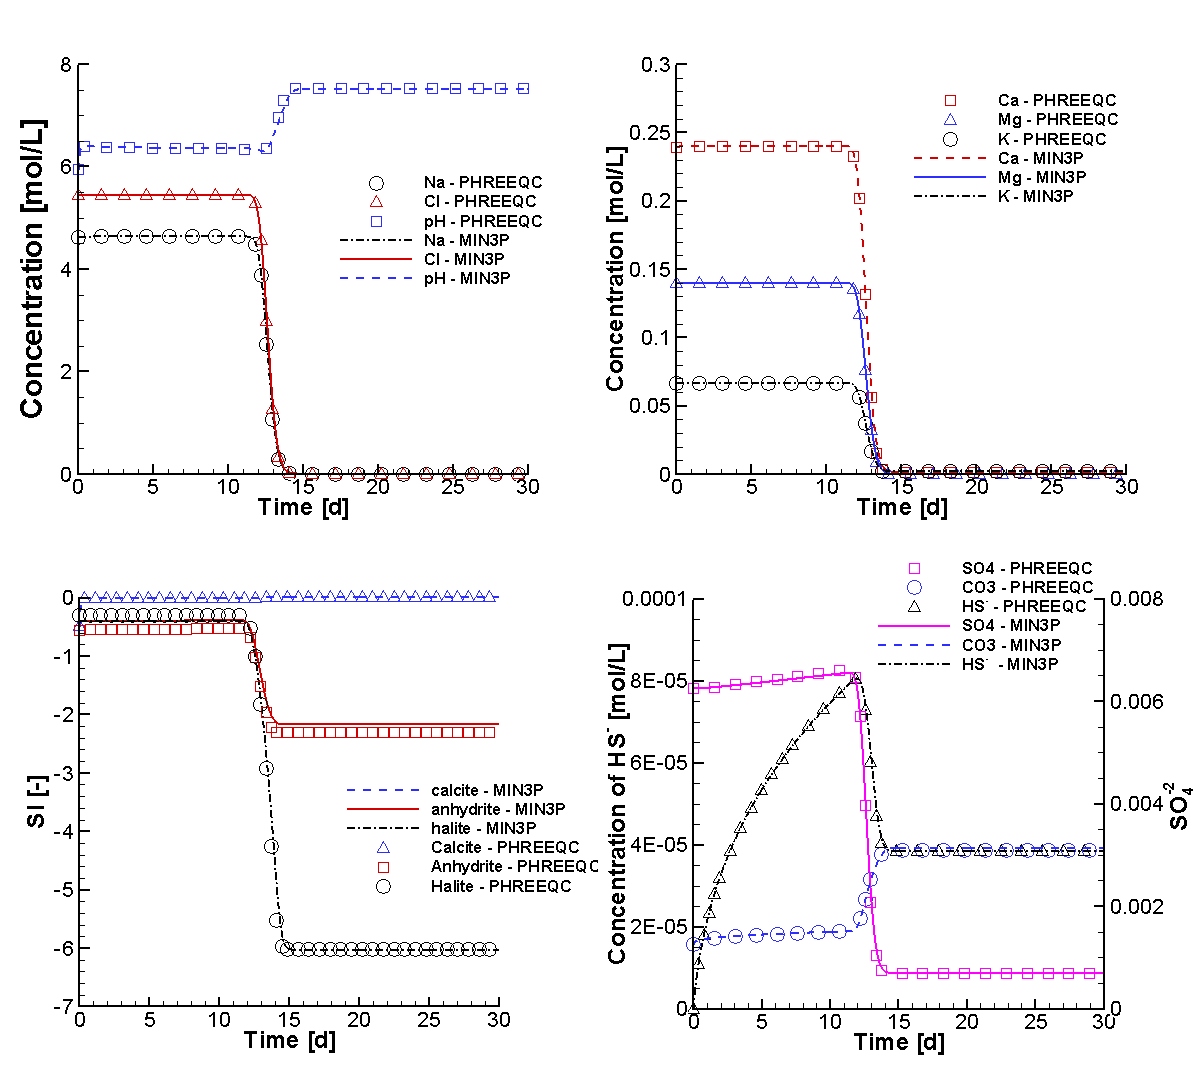 8
6
4
2
0
Concentration [mol/L]
Na - PHREEQC
Cl - PHREEQC
pH - PHREEQC
Na - MIN3P
Cl - MIN3P
pH - MIN3P
0 5 10 15 20 25 30
Time [d]
0.3
0.25
0.2
0.15
0.1
0.05
0
Concentration [mol/L]
Ca - PHREEQC
Mg - PHREEQC
K - PHREEQC
Ca - MIN3P
Mg - MIN3P
K - MIN3P
0 5 10 15 20 25 30
Time [d]
0
-1
-2
-3
-4
-5
-6
-7
SI [-]
calcite - MIN3P
anhydrite - MIN3P
halite - MIN3P
Calcite - PHREEQC
Anhydrite - PHREEQC
Halite - PHREEQC
0 5 10 15 20 25 30
Time [d]
SO4 - PHREEQC
CO3 - PHREEQC
HS⁻ - PHREEQC
SO4 - MIN3P
CO3 - MIN3P
HS⁻ - MIN3P
0.0001
8E-05
6E-05
4E-05
2E-05
0
Concentration of HS⁻ [mol/L]
0.008
0.006
0.004
0.002
0
SO₄⁻²
0 5 10 15 20 25 30
Time [d]